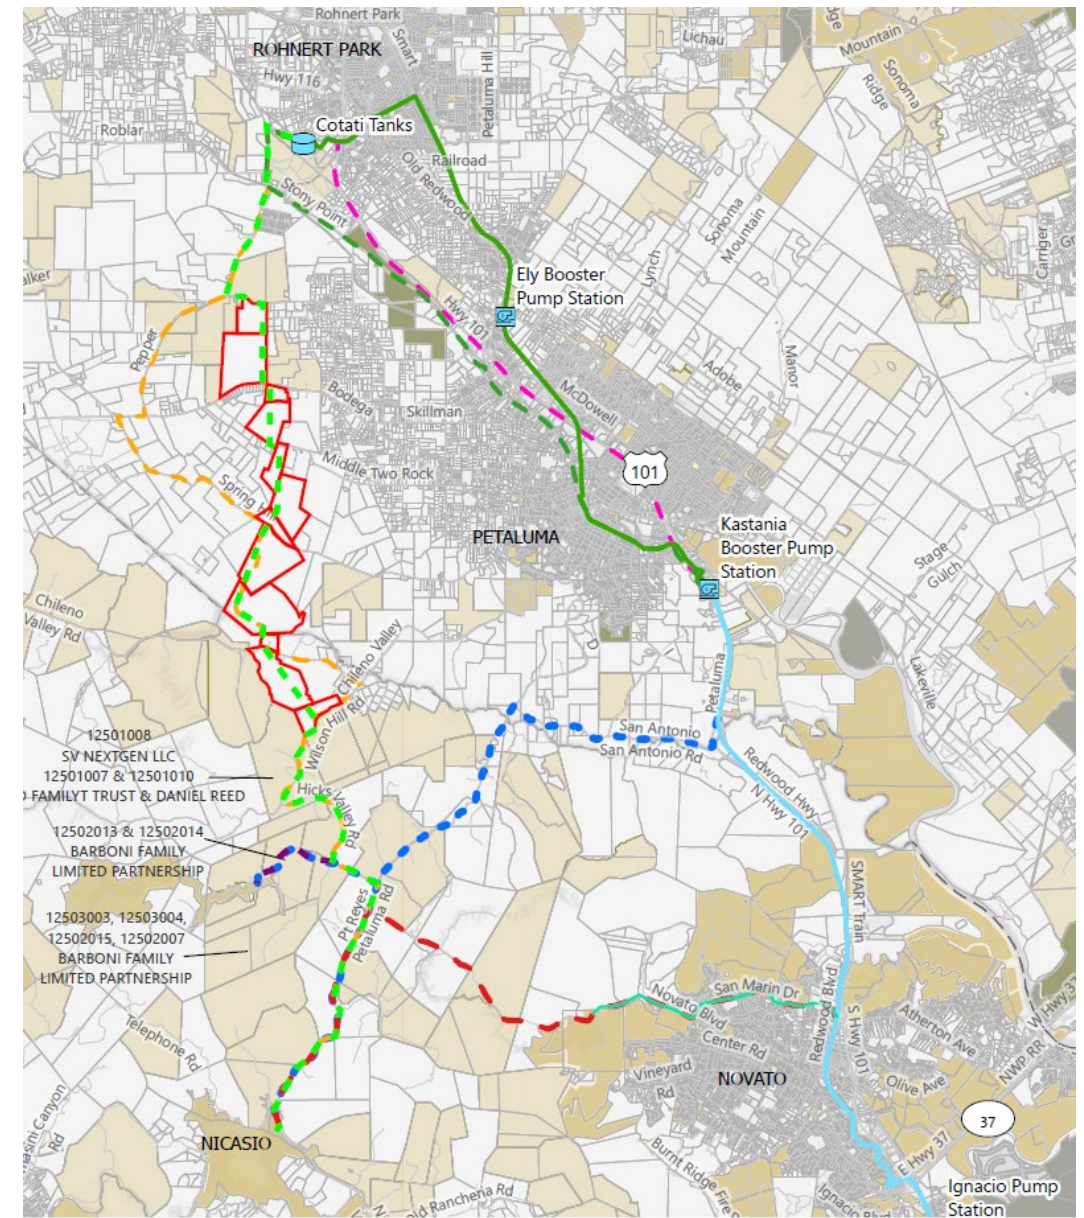 Rohnert Park
ROHNERT PARK
Smart
Lichau
Mountain
Ridge
Sonoma
Hwy 116
Petaluma Hill
Roblar
Cotati Tanks
Railroad
Old Redwood
Stony Point
Sonoma
Mountain
Carriger
Lynch
Ely Booster
Pump Station
Hwy 101
Pepper
Manor
Adobe
Bodega
Skillman
McDowell
Middle Two Rock
101
Spring Hill
PETALUMA
Kastania
Booster Pump
Station
Stage
Gulch
Chileno
Valley Rd
D
I
Chileno Valley
Petaluma
Lakeville
Wilson Hill Rd
San Antonio
San Antonio Rd
12501008
SV NEXTGEN LLC
12501007 & 12501010
D FAMILYT TRUST & DANIEL REED
Redwood Hwy
N Hwy 101
Hicks Valley Rd
12502013 & 12502014
BARBONI FAMILY
LIMITED PARTNERSHIP
SMART Train
Pt Reyes
Petaluma Rd
12503003, 12503004,
12502015, 12502007
BARBONI FAMILY
LIMITED PARTNERSHIP
San Marin Dr
Novato Blvd
Redwood Blvd
S Hwy 101
W Hwy 37
Atherton Ave
NWP RR
Telephone Rd
Center Rd
Vineyard
Rd
NOVATO
Olive Ave
37
NICASIO
E Hwy 37
Burnt Ridge Fire
Rd
Old Rancheria Rd
Ignacio Blvd
Ignacio Pump
Station